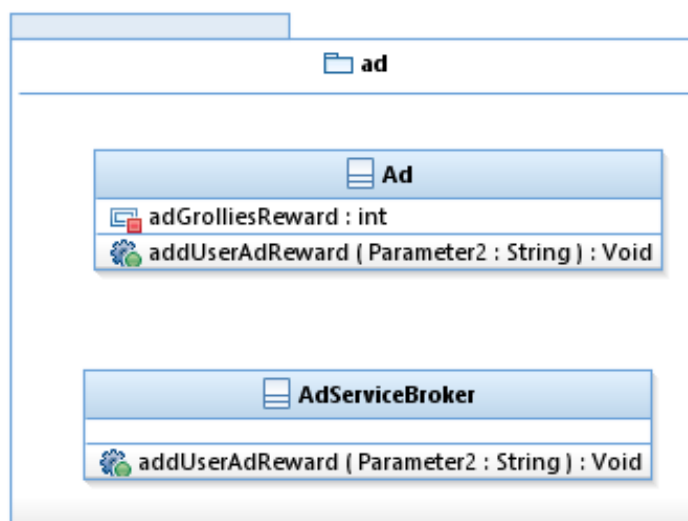 ad
Ad
adGrolliesReward : int
addUserAdReward ( Parameter2 : String ) : Void
AdServiceBroker
addUserAdReward ( Parameter2 : String ) : Void